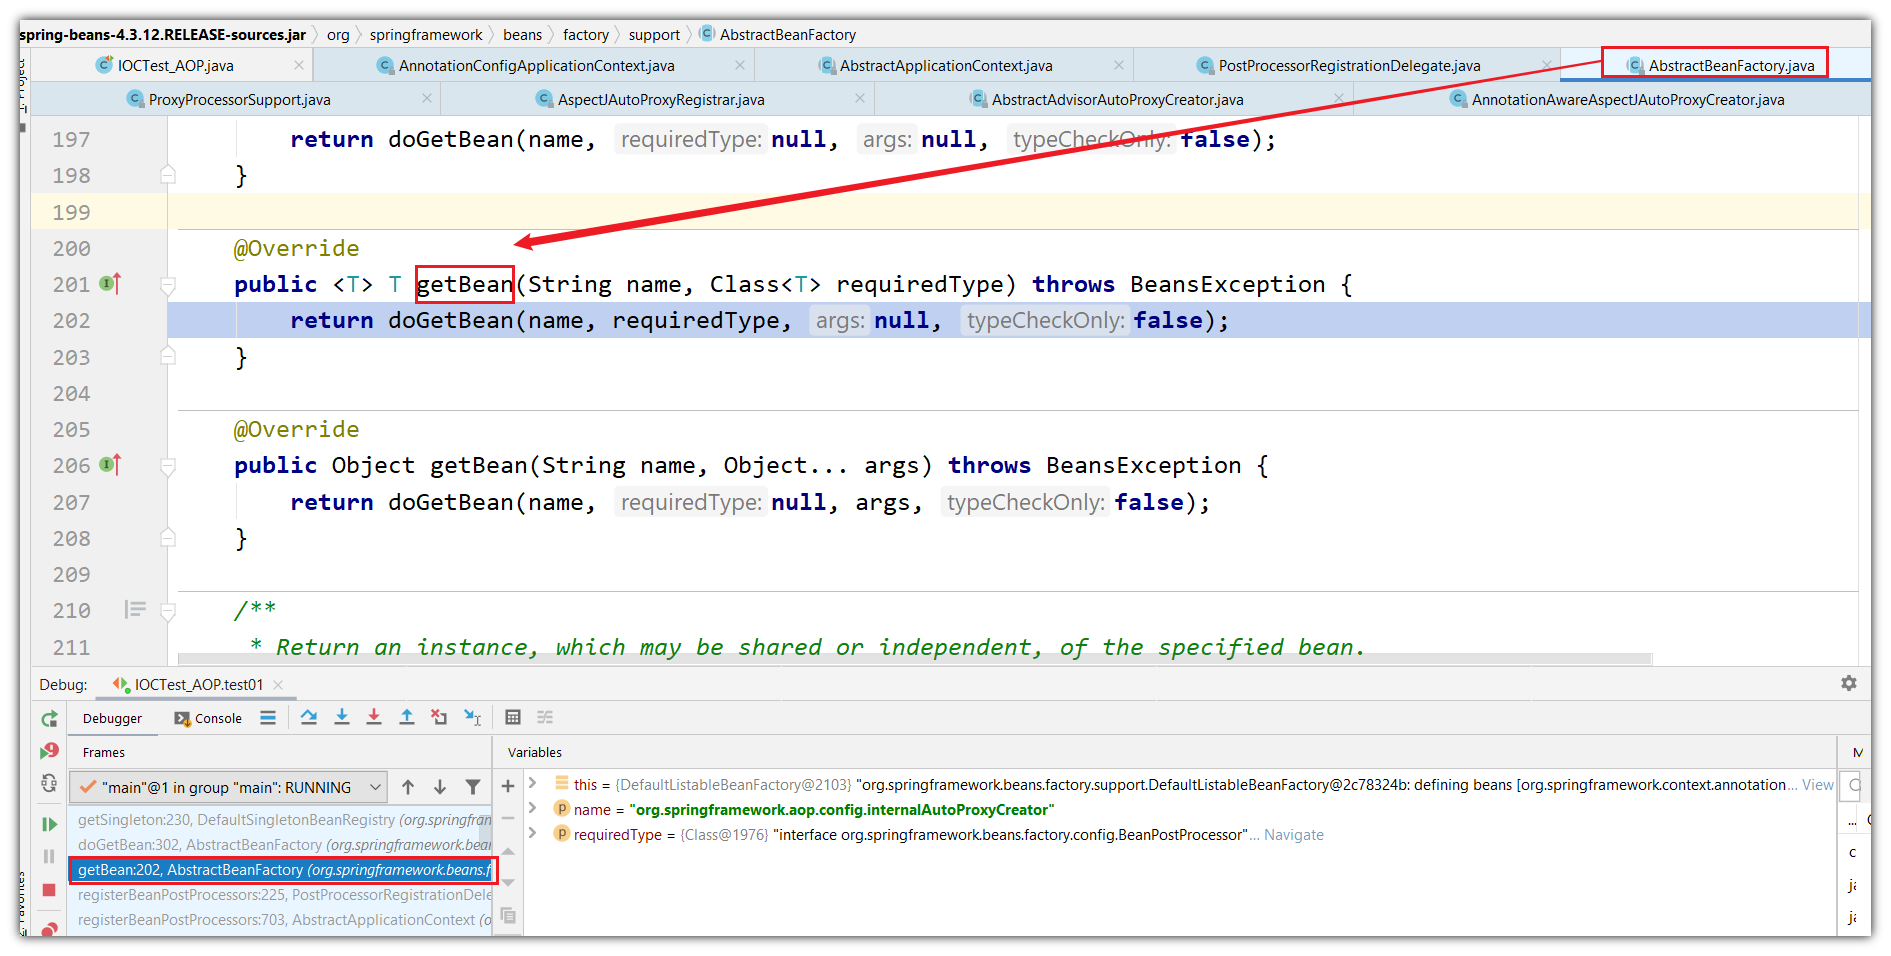 spring-beans-4.3.12.RELEASE-sources.jar org springframework beans factory support AbstractBeanFactory
IOCTest_AOP.java AnnotationConfigApplicationContext.java AbstractApplicationContext.java PostProcessorRegistrationDelegate.java AbstractBeanFactory.java
ProxyProcessorSupport.java AspectJAutoProxyRegistrar.java AbstractAdvisorAutoProxyCreator.java AnnotationAwareAspectJAutoProxyCreator.java
197 return doGetBean(name, requiredType: null, args: null, typeCheckOnly: false);
198 }
199
200 @Override
201 public <T> T getBean(String name, Class<T> requiredType) throws BeansException {
202 return doGetBean(name, requiredType, args: null, typeCheckOnly: false);
203 }
204
205 @Override
206 public Object getBean(String name, Object... args) throws BeansException {
207 return doGetBean(name, requiredType: null, args, typeCheckOnly: false);
208 }
209
210 /**
211 * Return an instance, which may be shared or independent, of the specified bean.
Debug: IOCTest_AOP.test01
Debugger Console
Frames Variables
"main"@1 in group "main": RUNNING
getSingleton:230, DefaultSingletonBeanRegistry (org.springfran
doGetBean:302, AbstractBeanFactory (org.springframework.bear
getBean:202, AbstractBeanFactory (org.springframework.beans.f
registerBeanPostProcessors:225, PostProcessorRegistrationDele
registerBeanPostProcessors:703, AbstractApplicationContext (o
this = {DefaultListableBeanFactory@2103} "org.springframework.beans.factory.support.DefaultListableBeanFactory@2c78324b: defining beans [org.springframework.context.annotation... View
name = "org.springframework.aop.config.internalAutoProxyCreator"
requiredType = {Class@1976} "interface org.springframework.beans.factory.config.BeanPostProcessor"... Navigate